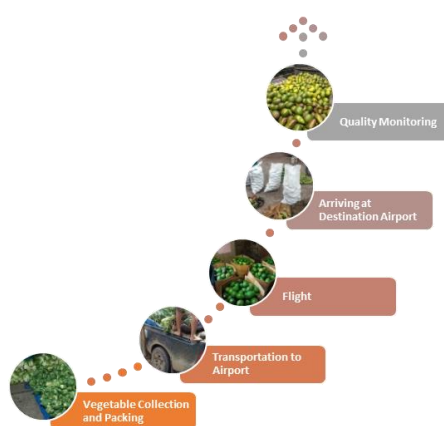 Quality Monitoring
Arriving at
Destination Airport
Flight
Transportation to
Airport
Vegetable Collection
and Packing